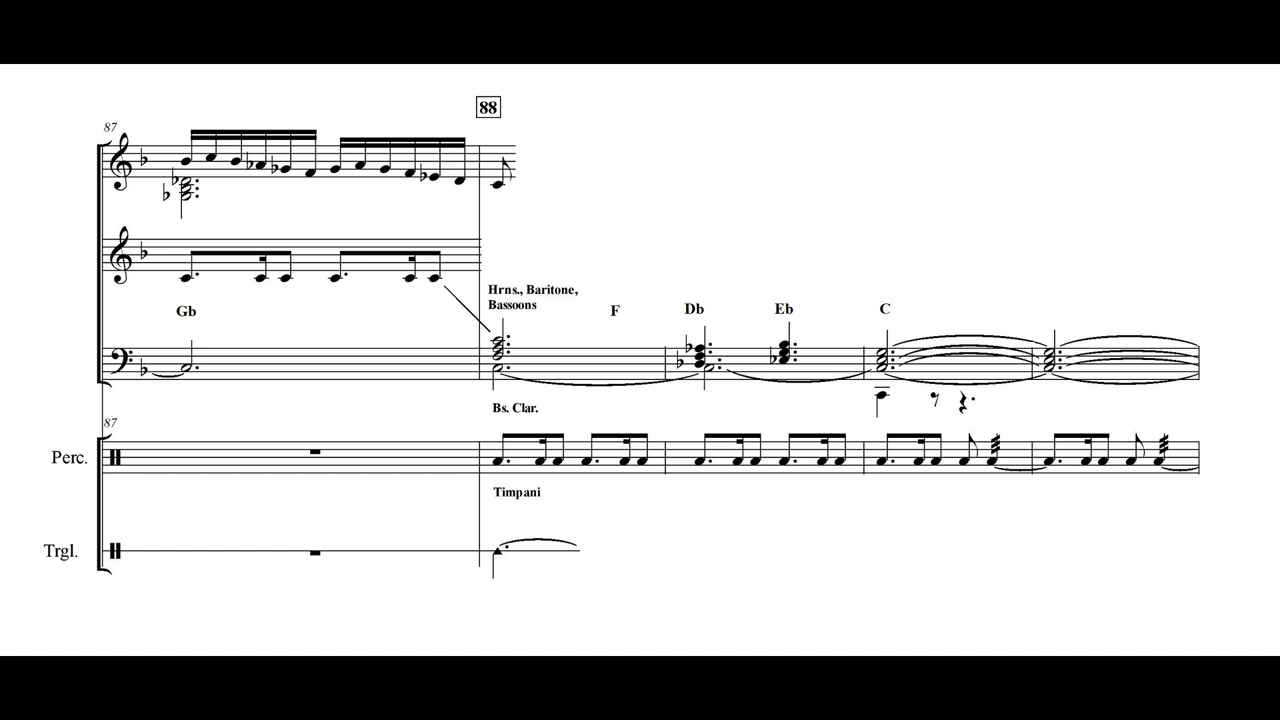 88
87
Hrns., Baritone,
Bassoons
Gb
F
Db
Eb
C
Bs. Clar.
87
Perc.
Timpani
Trgl.